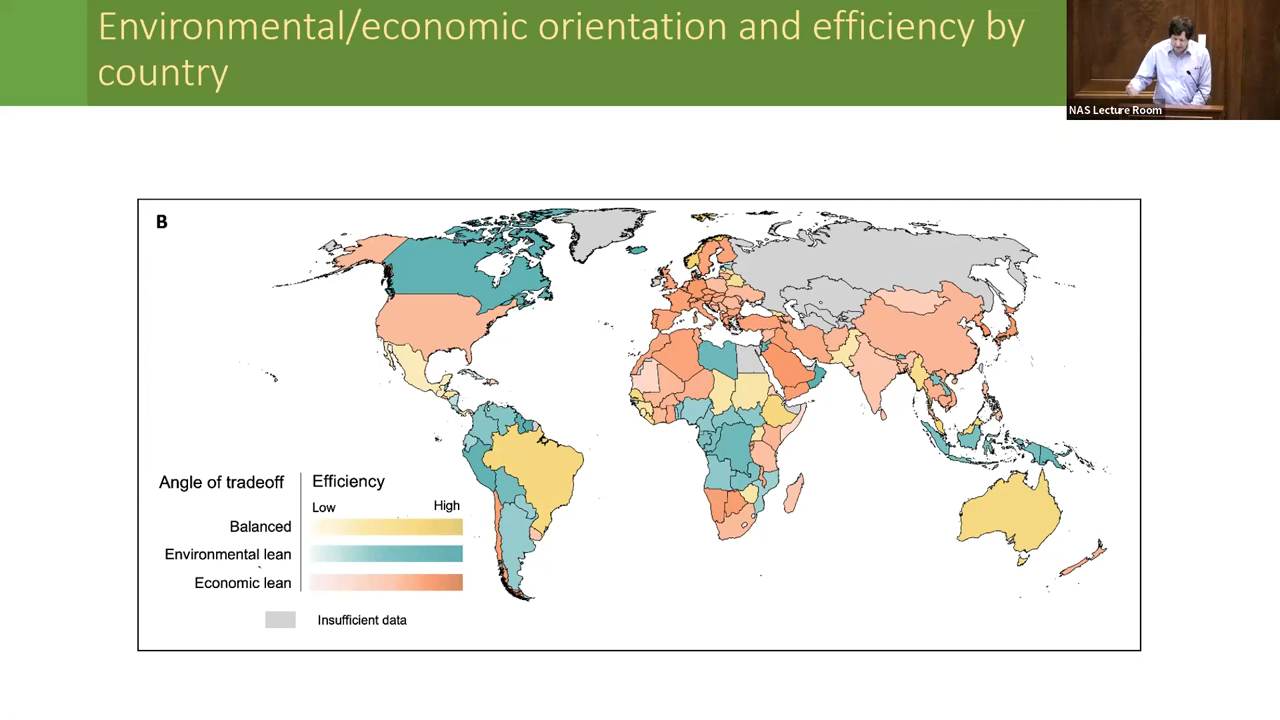 Environmental/economic orientation and efficiency by
country
NAS Lecture Room
B
Angle of tradeoff
Efficiency
Low
High
Balanced
Environmental lean
Economic lean
Insufficient data